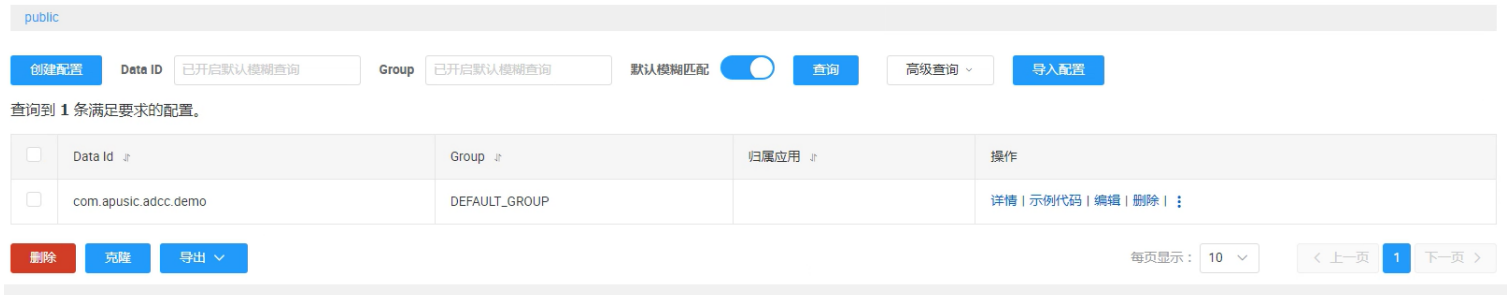 public
创建配置 Data ID 已开启默认模糊查询 Group 已开启默认模糊查询 默认模糊匹配 查询 高级查询 导入配置
查询到 1 条满足要求的配置。
Data Id Group 归属应用 操作
com.apusic.adcc.demo DEFAULT_GROUP 详情 | 示例代码 | 编辑 | 删除 |
删除 克隆 导出 每页显示： 10 < 上一页 1 下一页 >